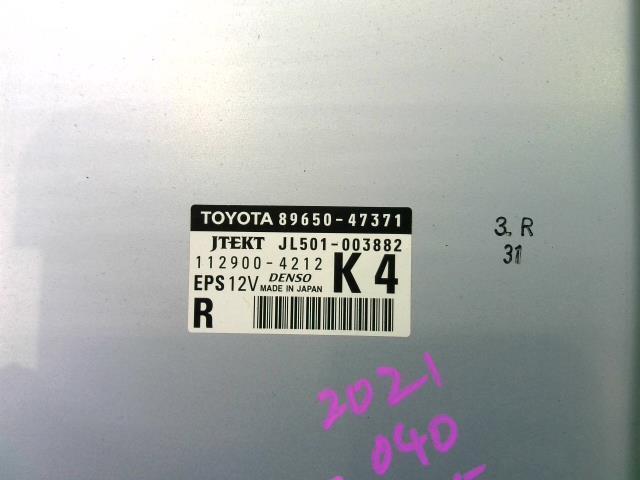 TOYOTA 89650-47371
JTEKT JL501-003882
112900-4212 K4
EPS 12V DENSO MADE IN JAPAN
R
3, R
31
2021
040